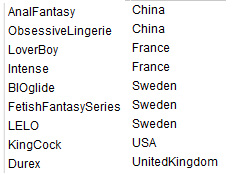 AnalFantasy China
ObsessiveLingerie China
LoverBoy France
Intense France
BIOglide Sweden
FetishFantasySeries Sweden
LELO Sweden
KingCock USA
Durex UnitedKingdom